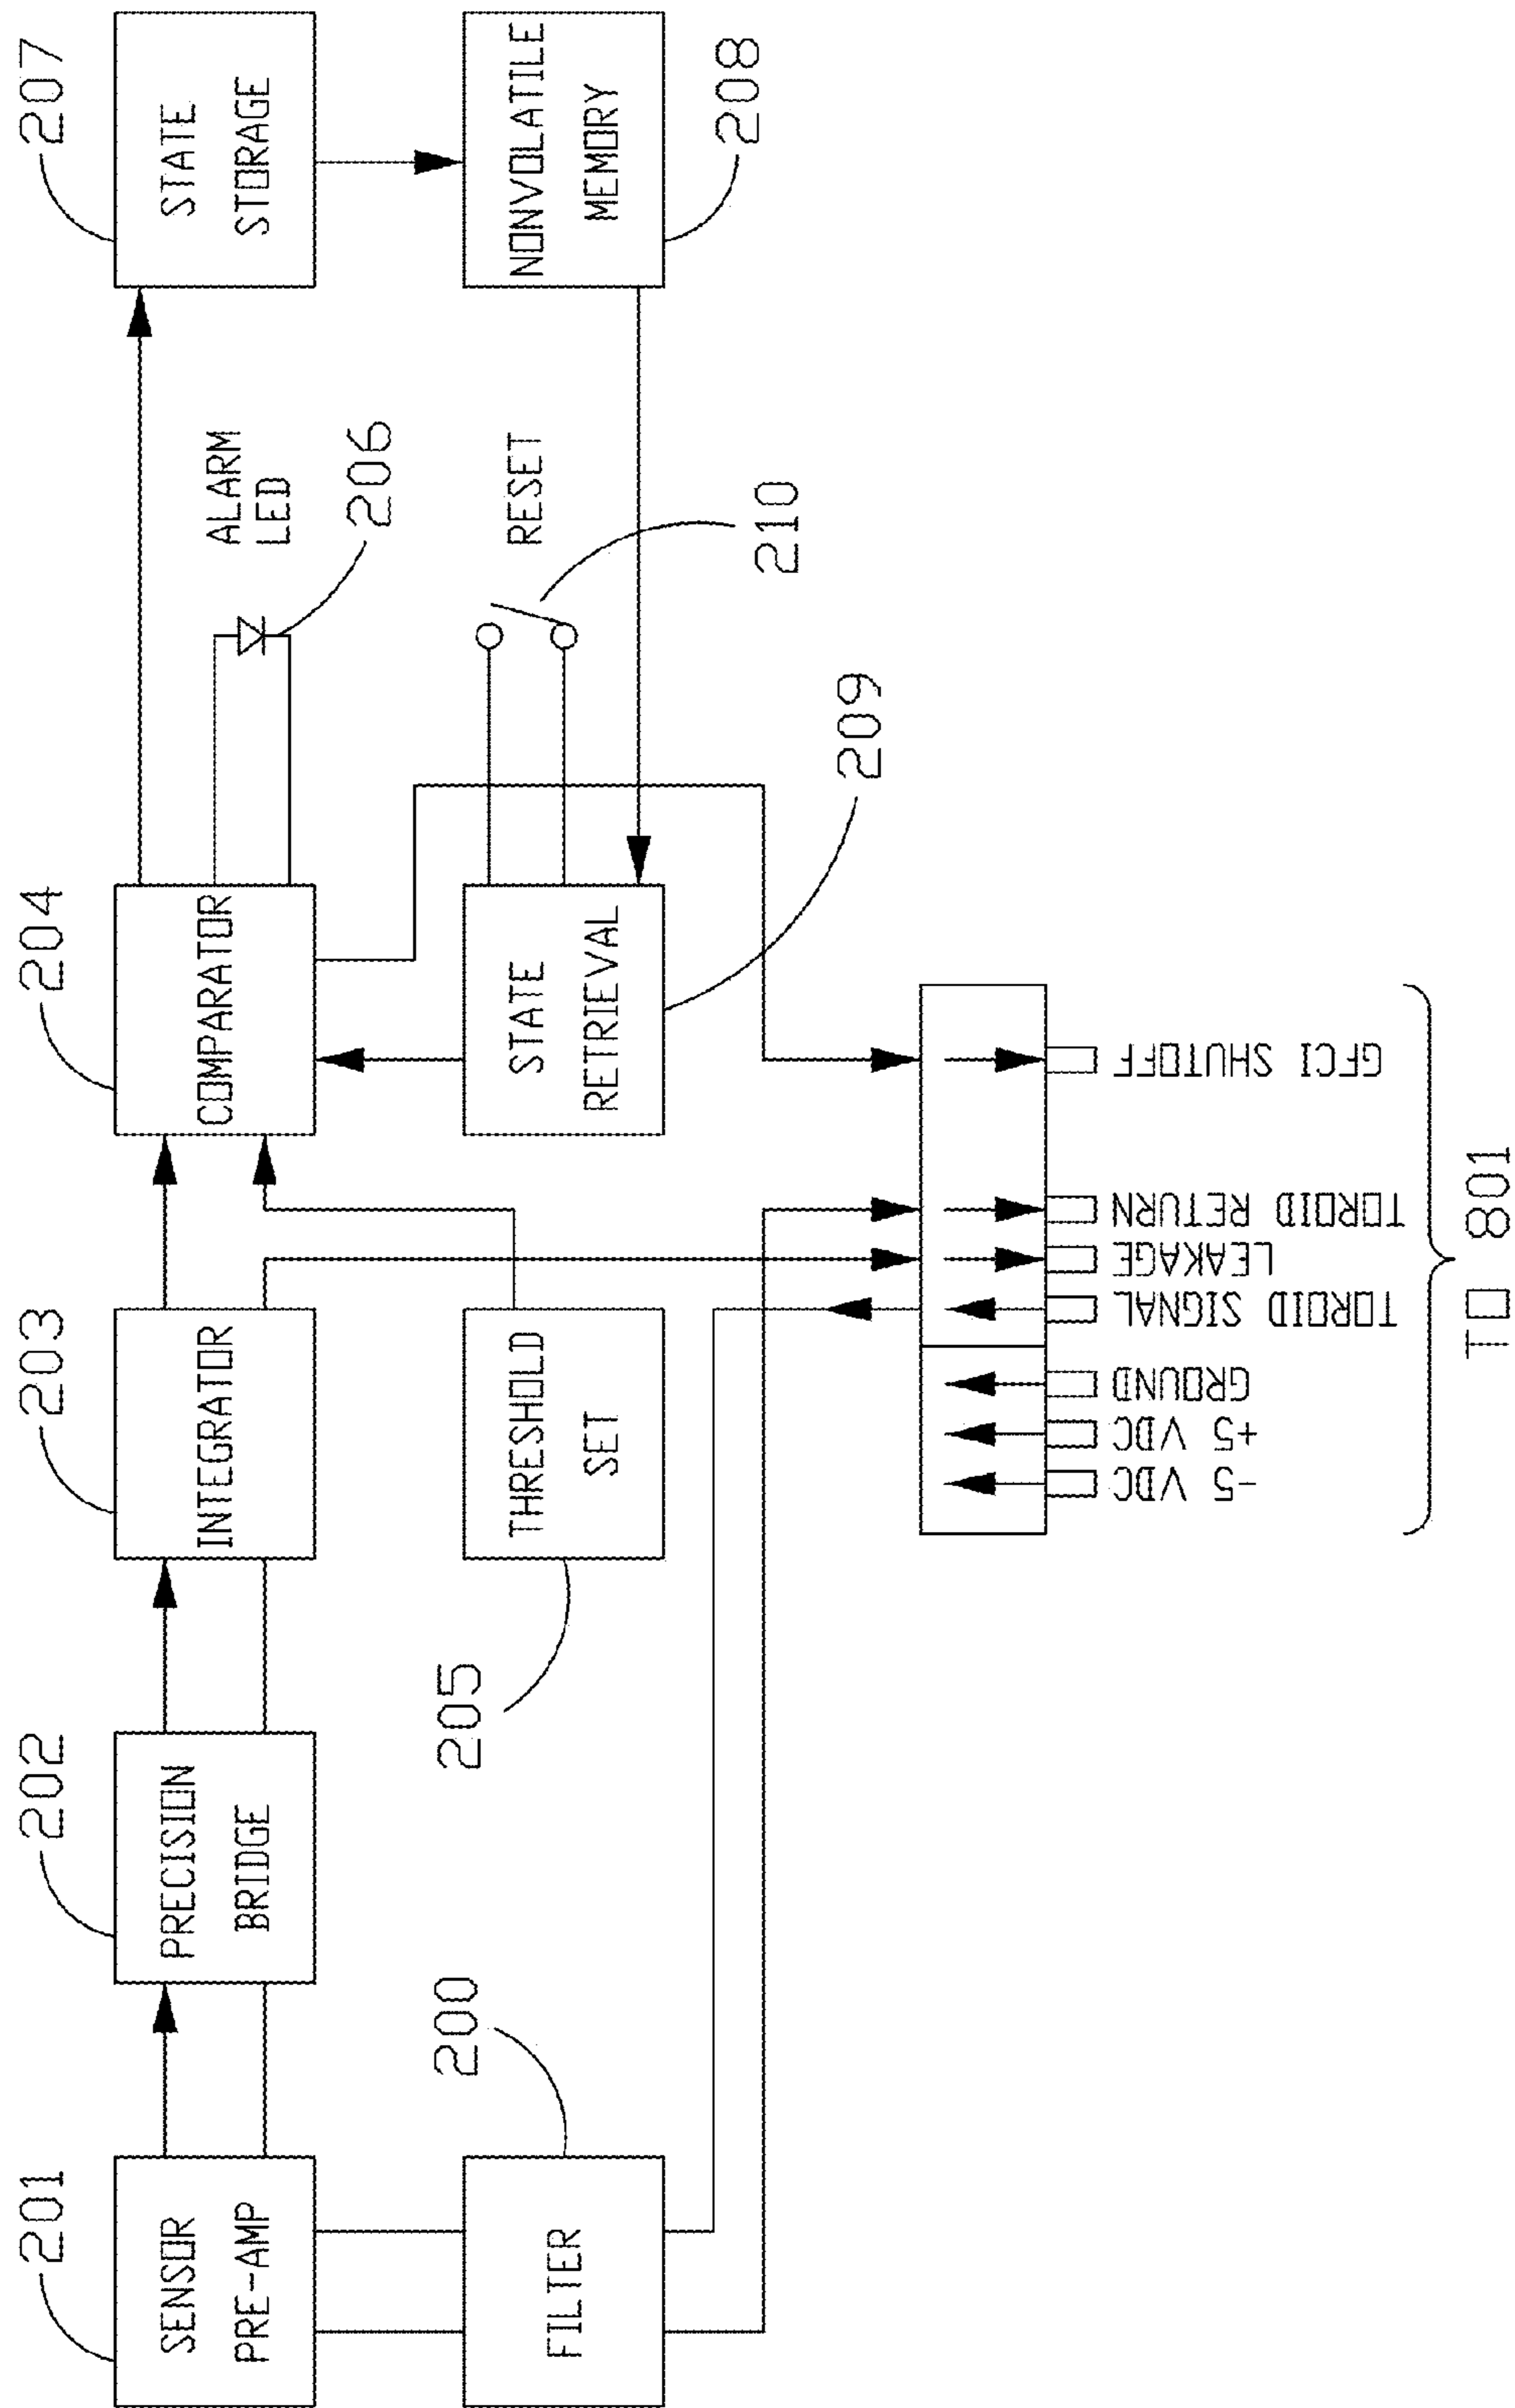 201
202
203
204
207
SENSOR
PRE-AMP
PRECISION
BRIDGE
INTEGRATOR
COMPARATOR
ALARM
LED
206
STATE
STORAGE
200
205
FILTER
THRESHOLD
SET
STATE
RETRIEVAL
RESET
210
NONVOLATILE
MEMORY
208
209
-5 VDC
+5 VDC
GROUND
TOROID SIGNAL
LEAKAGE
TOROID RETURN
GFCI SHUTOFF
TO 801